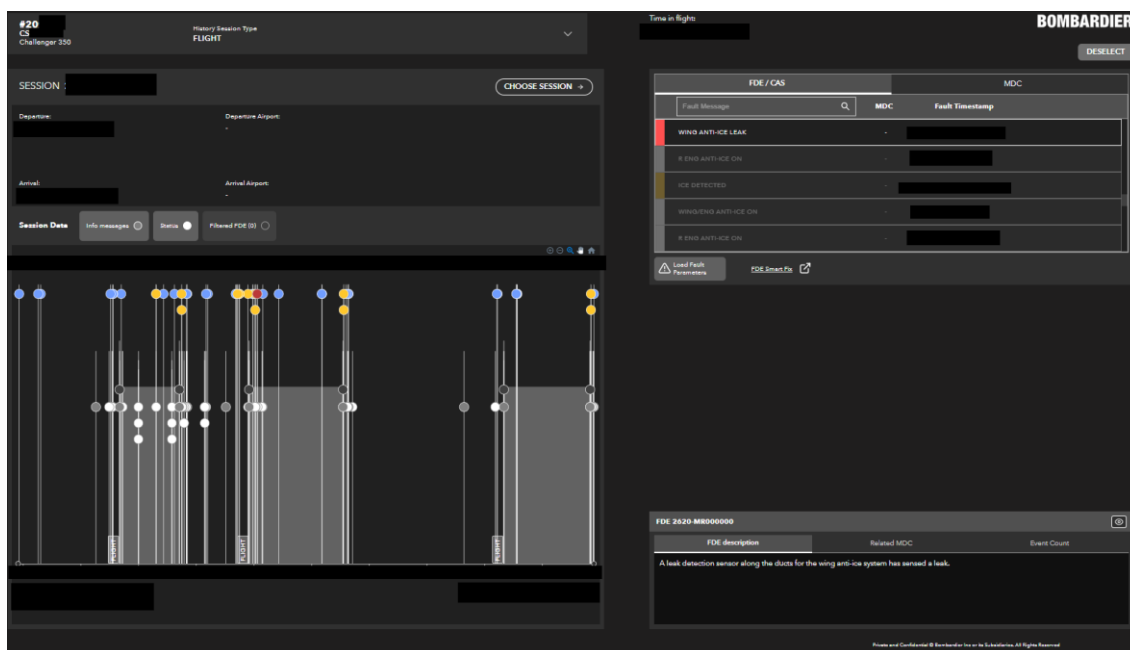 #20
CS
Challenger 350
History Session Type
FLIGHT
SESSION :
CHOOSE SESSION →
Departure:
Departure Airport:
-
Arrival:
Arrival Airport:
-
Session Data
Info messages
Status
Filtered FDE (0)
FLIGHT
FLIGHT
FLIGHT
Time in flight:
BOMBARDIER
DESELECT
FDE / CAS
MDC
Fault Message
MDC
Fault Timestamp
WING ANTI-ICE LEAK
-
R ENG ANTI-ICE ON
-
ICE DETECTED
-
WING/ENG ANTI-ICE ON
-
R ENG ANTI-ICE ON
-
Load Fault
Parameters
FDE Smart Fix
FDE 2620-MR000000
FDE description
Related MDC
Event Count
A leak detection sensor along the ducts for the wing anti-ice system has sensed a leak.
Private and Confidential © Bombardier Inc or its Subsidiaries. All Rights Reserved